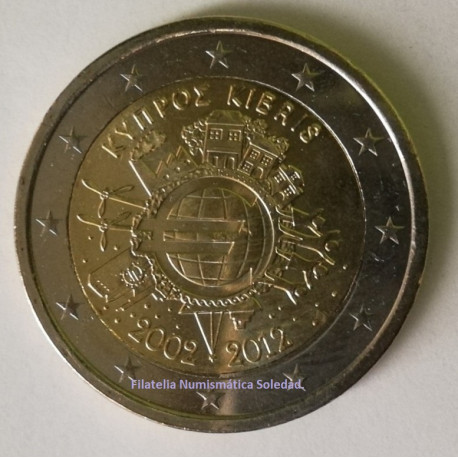 ΚΥΠΡΟΣ KIBRIS
2002 - 2012
Filatelia Numismática Soledad